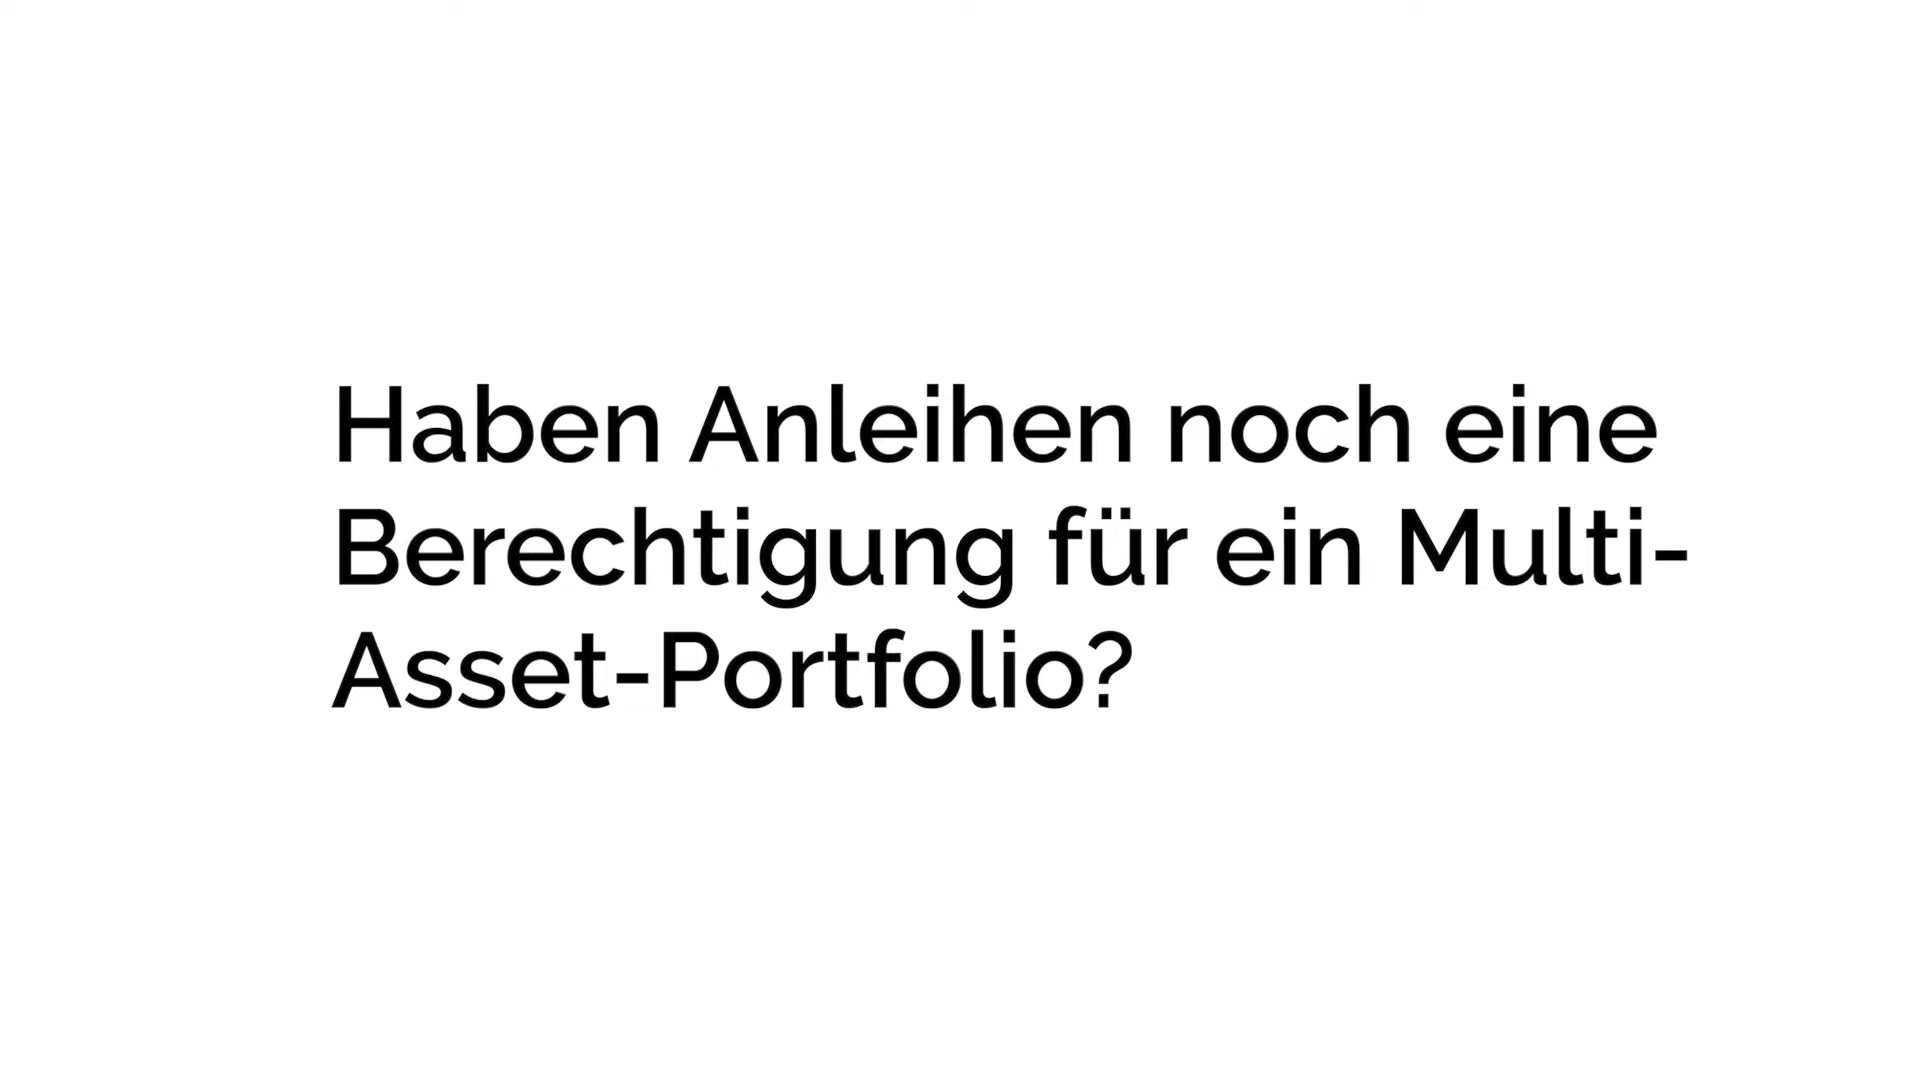 Haben Anleihen noch eine
Berechtigung für ein Multi-
Asset-Portfolio?